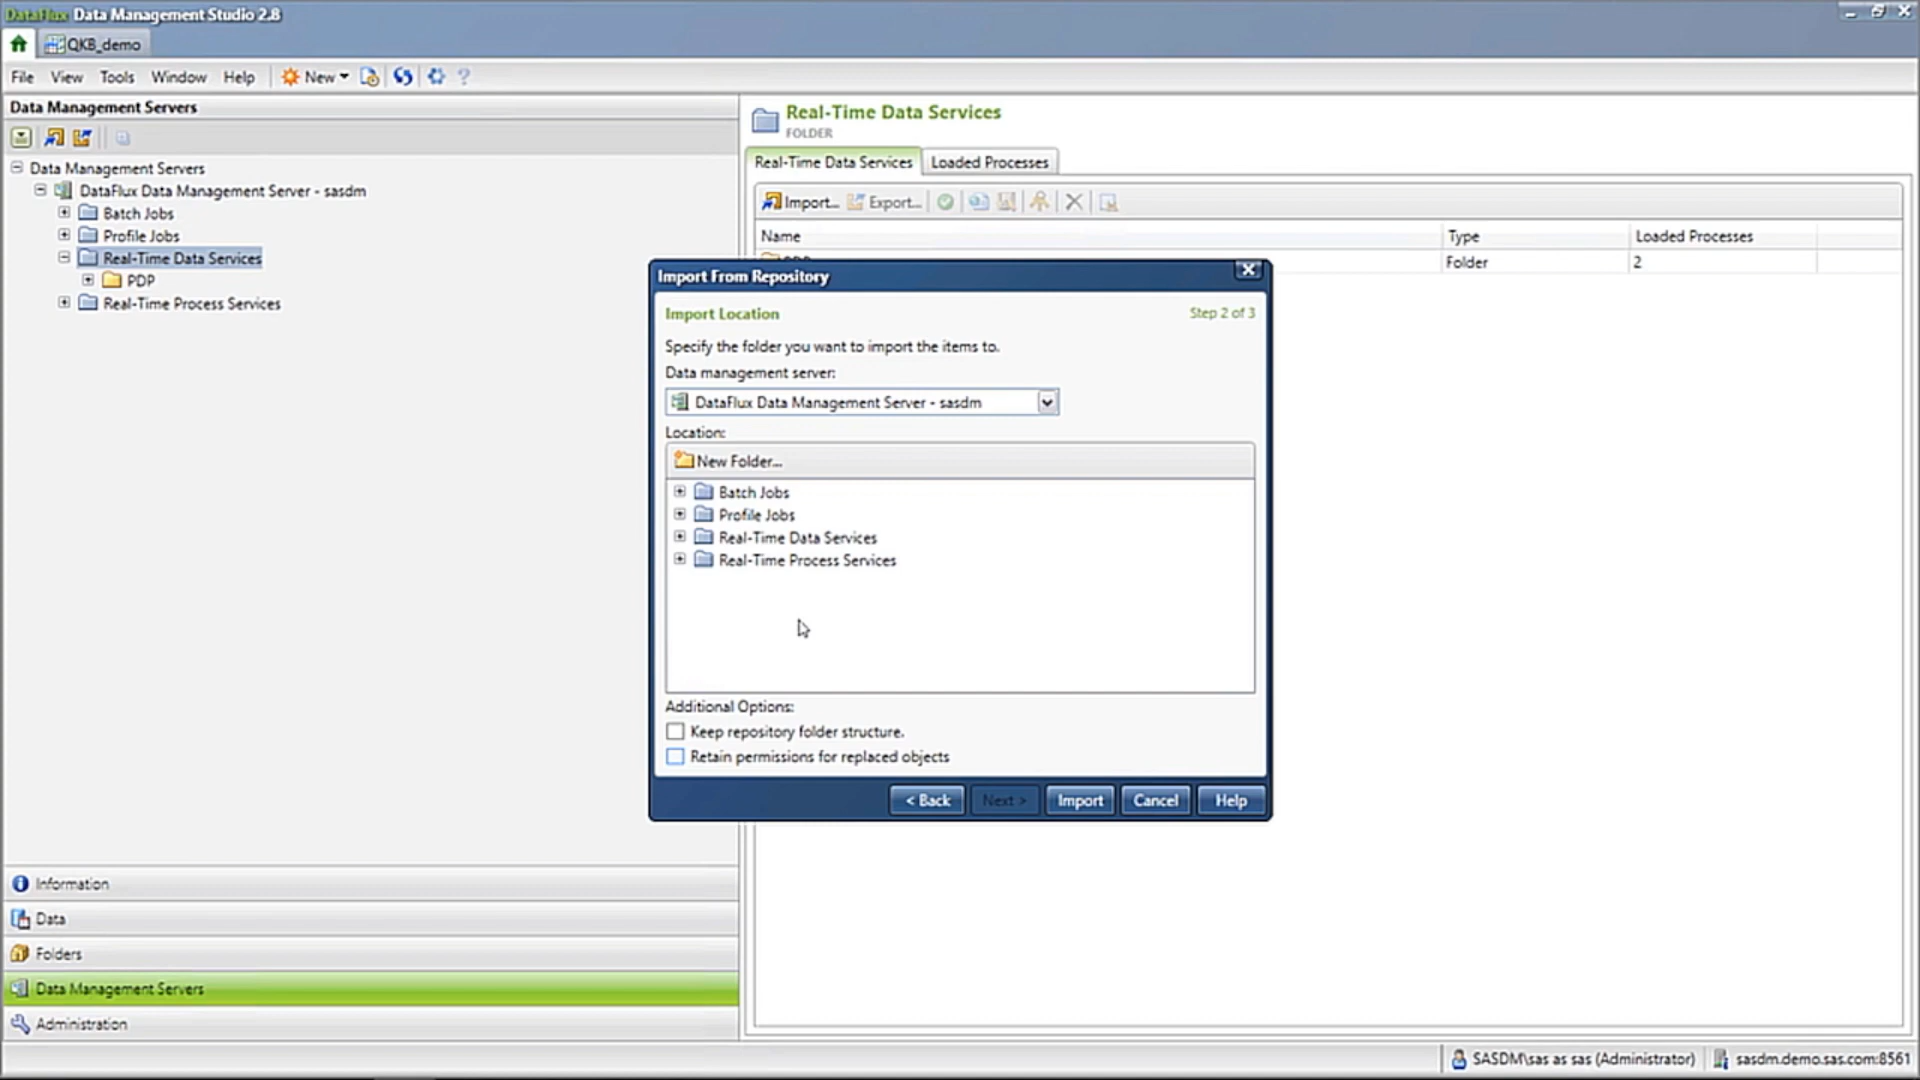 DataFlux Data Management Studio 2.8
QKB_demo
File View Tools Window Help New
Data Management Servers
Data Management Servers
DataFlux Data Management Server - sasdm
Batch Jobs
Profile Jobs
Real-Time Data Services
PDP
Real-Time Process Services
Information
Data
Folders
Data Management Servers
Administration
Real-Time Data Services
FOLDER
Real-Time Data Services Loaded Processes
Import... Export...
Name Type Loaded Processes
Folder 2
Import From Repository
Import Location Step 2 of 3
Specify the folder you want to import the items to.
Data management server:
DataFlux Data Management Server - sasdm
Location:
New Folder...
Batch Jobs
Profile Jobs
Real-Time Data Services
Real-Time Process Services
Additional Options:
Keep repository folder structure.
Retain permissions for replaced objects
< Back Next > Import Cancel Help
SASDM\sas as sas (Administrator) sasdm.demo.sas.com:8561